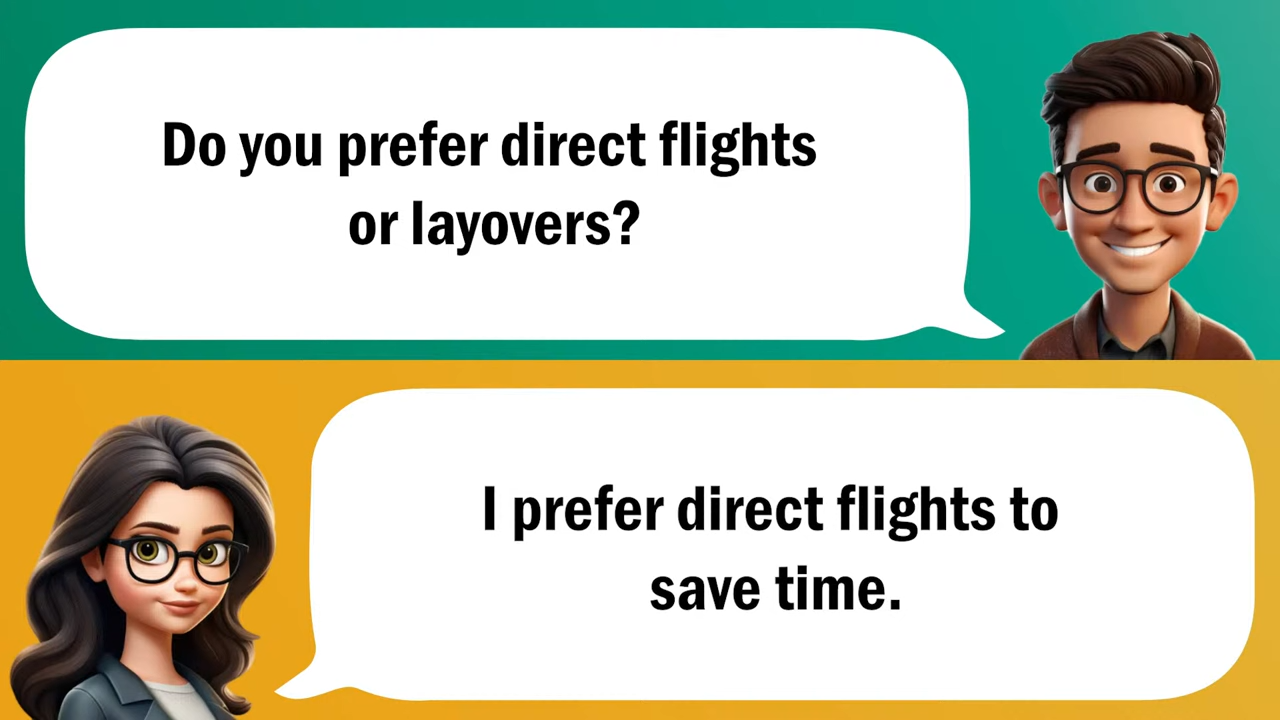 Do you prefer direct flights
or layovers?
I prefer direct flights to
save time.